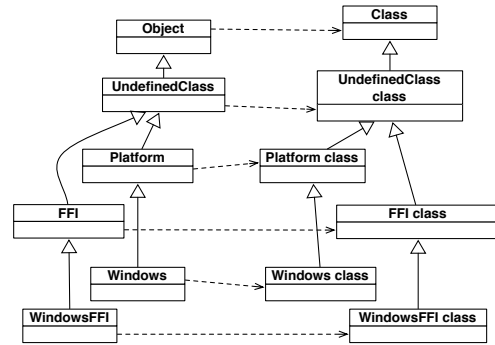 Object
Class
UndefinedClass
UndefinedClass
class
Platform
Platform class
FFI
FFI class
Windows
Windows class
WindowsFFI
WindowsFFI class